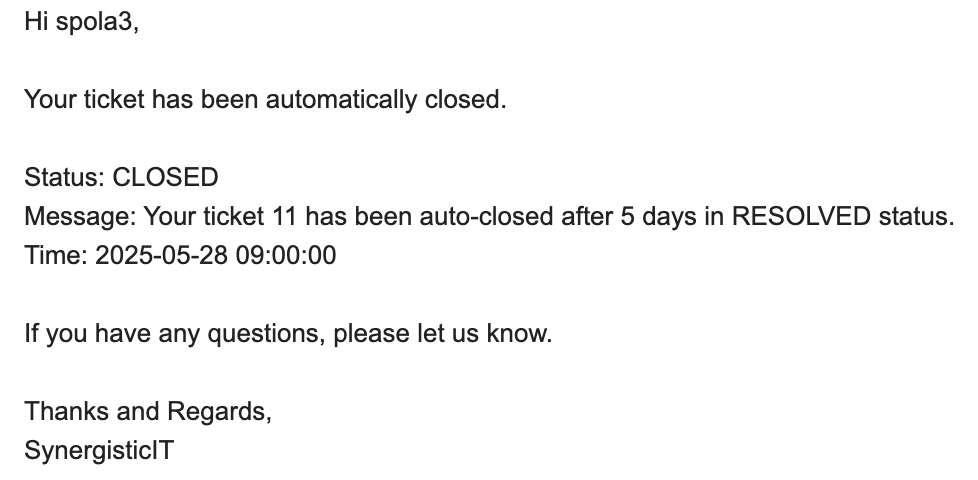 Hi spola3,
Your ticket has been automatically closed.
Status: CLOSED
Message: Your ticket 11 has been auto-closed after 5 days in RESOLVED status.
Time: 2025-05-28 09:00:00
If you have any questions, please let us know.
Thanks and Regards,
SynergisticIT